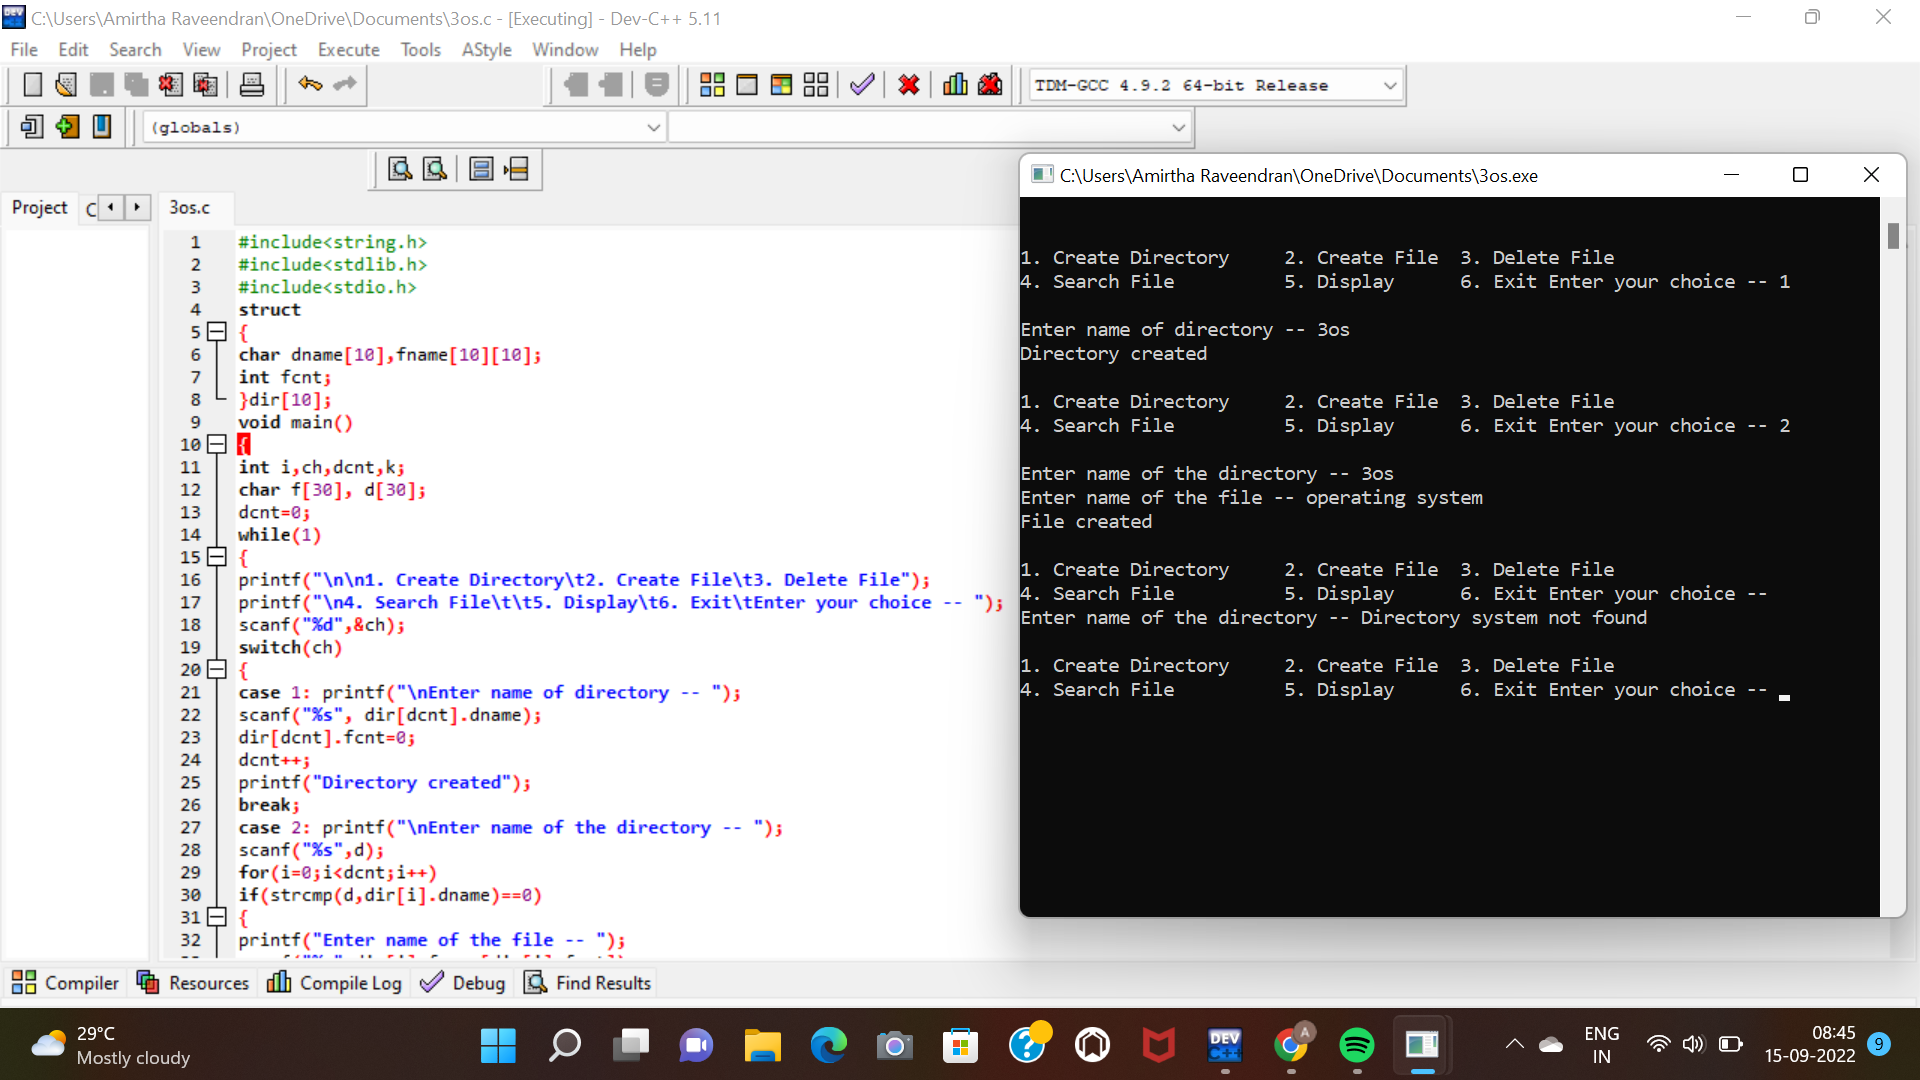 C:\Users\Amirtha Raveendran\OneDrive\Documents\3os.c - [Executing] - Dev-C++ 5.11
File Edit Search View Project Execute Tools AStyle Window Help
TDM-GCC 4.9.2 64-bit Release
(globals)
Project C 3os.c
1 #include<string.h>
2 #include<stdlib.h>
3 #include<stdio.h>
4 struct
5 {
6 char dname[10],fname[10][10];
7 int fcnt;
8 }dir[10];
9 void main()
10 {
11 int i,ch,dcnt,k;
12 char f[30], d[30];
13 dcnt=0;
14 while(1)
15 {
16 printf("\n\n1. Create Directory\t2. Create File\t3. Delete File");
17 printf("\n4. Search File\t\t5. Display\t6. Exit\tEnter your choice -- ");
18 scanf("%d",&ch);
19 switch(ch)
20 {
21 case 1: printf("\nEnter name of directory -- ");
22 scanf("%s", dir[dcnt].dname);
23 dir[dcnt].fcnt=0;
24 dcnt++;
25 printf("Directory created");
26 break;
27 case 2: printf("\nEnter name of the directory -- ");
28 scanf("%s",d);
29 for(i=0;i<dcnt;i++)
30 if(strcmp(d,dir[i].dname)==0)
31 {
32 printf("Enter name of the file -- ");
C:\Users\Amirtha Raveendran\OneDrive\Documents\3os.exe
1. Create Directory 2. Create File 3. Delete File
4. Search File 5. Display 6. Exit Enter your choice -- 1
Enter name of directory -- 3os
Directory created
1. Create Directory 2. Create File 3. Delete File
4. Search File 5. Display 6. Exit Enter your choice -- 2
Enter name of the directory -- 3os
Enter name of the file -- operating system
File created
1. Create Directory 2. Create File 3. Delete File
4. Search File 5. Display 6. Exit Enter your choice --
Enter name of the directory -- Directory system not found
1. Create Directory 2. Create File 3. Delete File
4. Search File 5. Display 6. Exit Enter your choice --
Compiler Resources Compile Log Debug Find Results
29°C
Mostly cloudy
DEV
C++
A
ENG
IN
08:45
15-09-2022
9